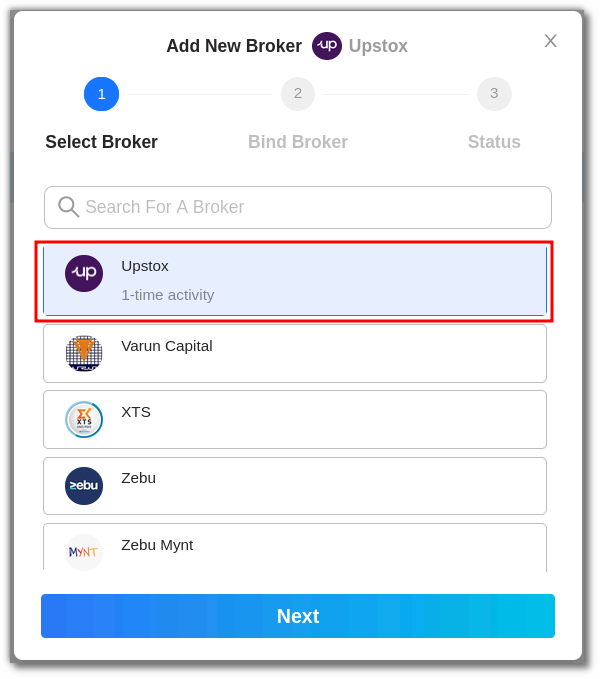 Add New Broker up Upstox X
1 2 3
Select Broker Bind Broker Status
Search For A Broker
up Upstox
1-time activity
Varun Capital
XTS XTS
zebu Zebu
MYNT Zebu Mynt
Next